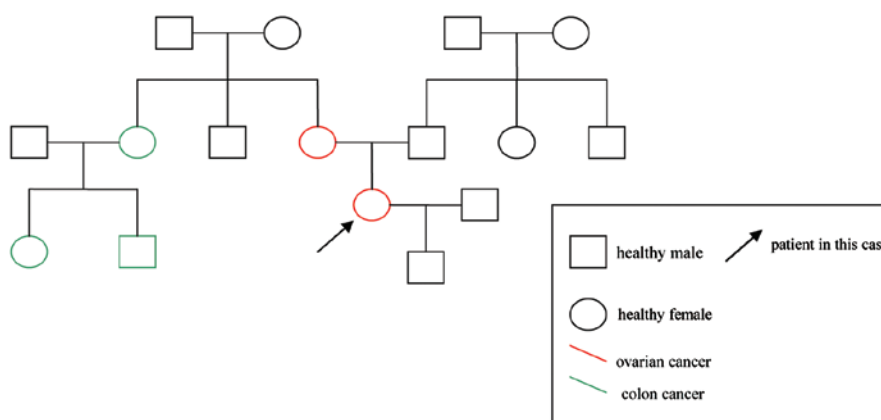 healthy male
patient in this cas
healthy female
ovarian cancer
colon cancer